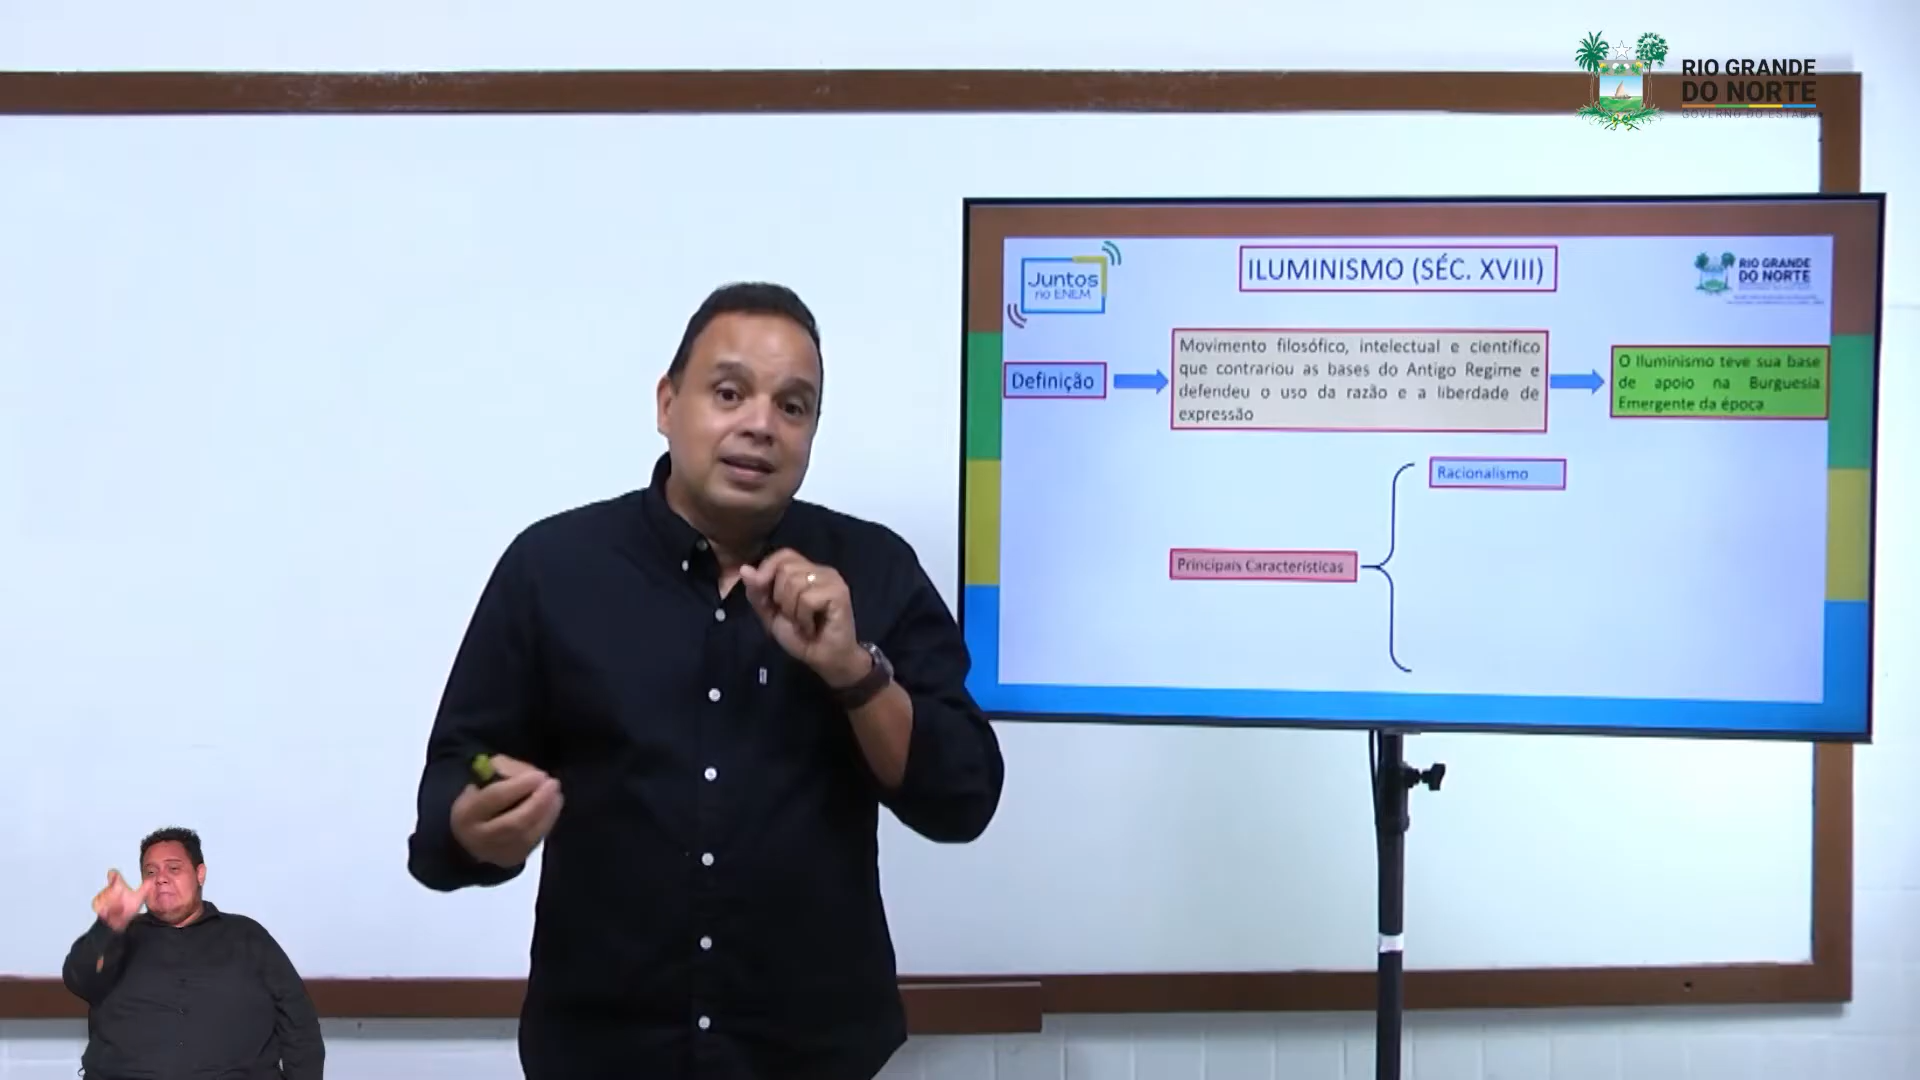 RIO GRANDE
DO NORTE
GOVERNO DO ESTADO
Juntos
no ENEM
ILUMINISMO (SÉC. XVIII)
RIO GRANDE
DO NORTE
Definição
Movimento filosófico, intelectual e científico
que contrariou as bases do Antigo Regime e
defendeu o uso da razão e a liberdade de
expressão
O Iluminismo teve sua base
de apoio na Burguesia
Emergente da época
Racionalismo
Principais Características